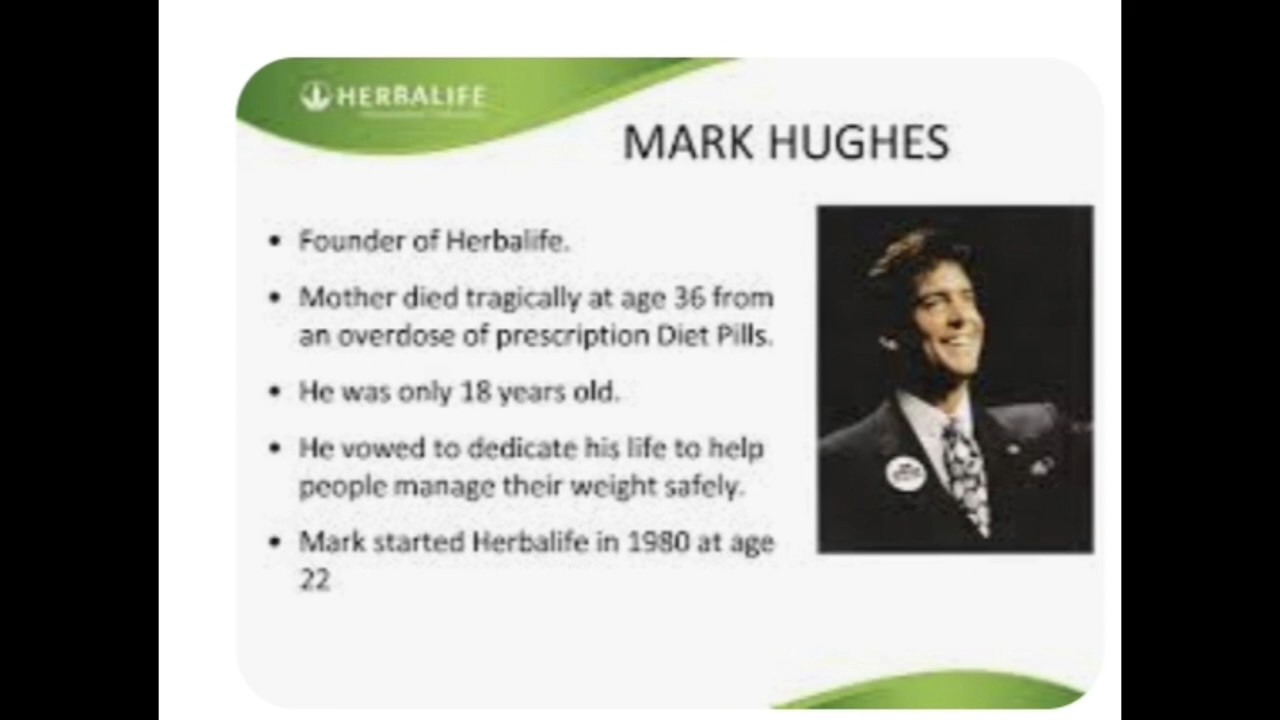 HERBALIFE
MARK HUGHES
• Founder of Herbalife.
• Mother died tragically at age 36 from
an overdose of prescription Diet Pills.
• He was only 18 years old.
• He vowed to dedicate his life to help
people manage their weight safely.
• Mark started Herbalife in 1980 at age
22